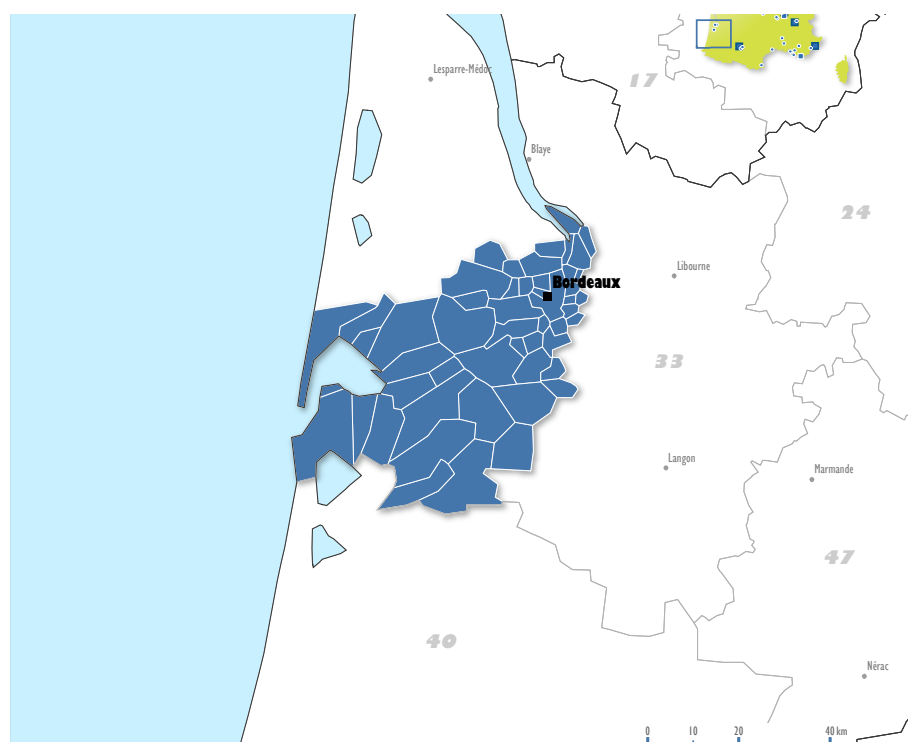 Lesparre-Médoc
17
Blaye
24
Libourne
Bordeaux
33
Langon
Marmande
47
40
Nérac
0 10 20 40 km